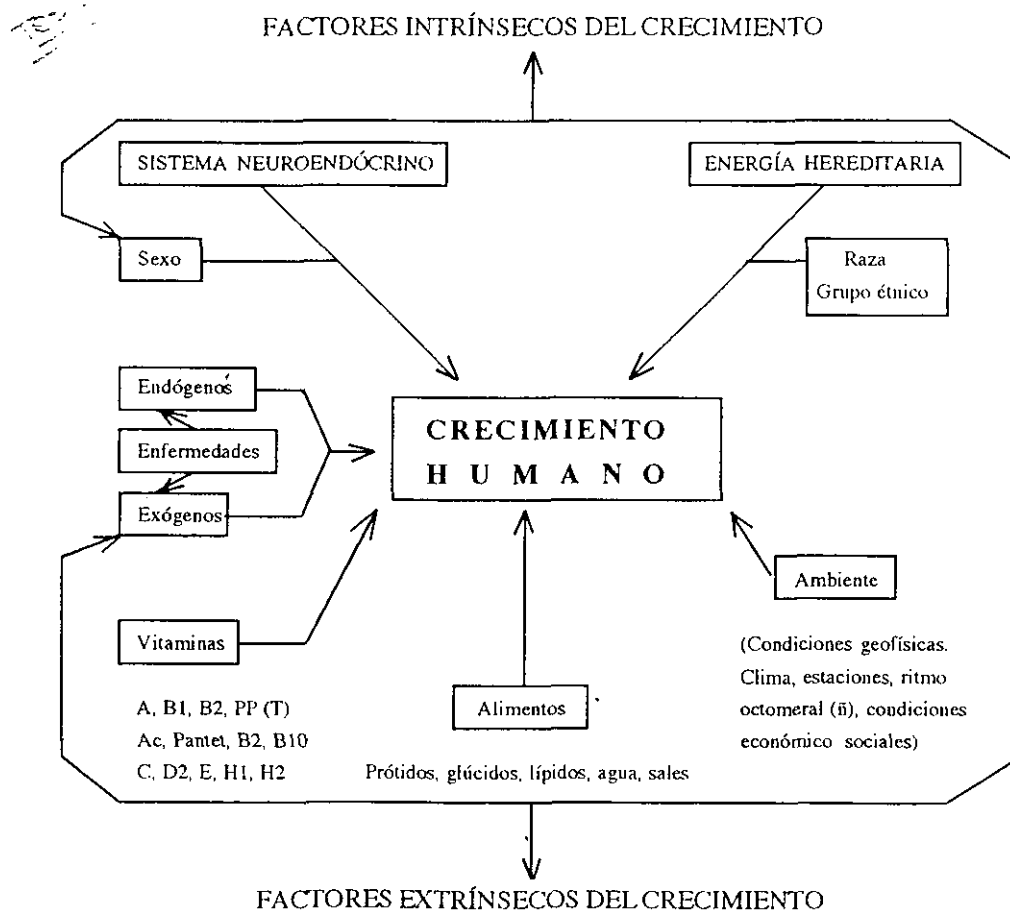 FACTORES INTRÍNSECOS DEL CRECIMIENTO
SISTEMA NEUROENDÓCRINO
ENERGÍA HEREDITARIA
Sexo
Raza
Grupo étnico
Endógenos
Enfermedades
Exógenos
CRECIMIENTO
HUMANO
Ambiente
(Condiciones geofísicas.
Clima, estaciones, ritmo
octomeral (ñ), condiciones
económico sociales)
Vitaminas
A, B1, B2, PP (T)
Ac, Pantet, B2, B10
C, D2, E, H1, H2
Alimentos
Prótidos, glúcidos, lípidos, agua, sales
FACTORES EXTRÍNSECOS DEL CRECIMIENTO